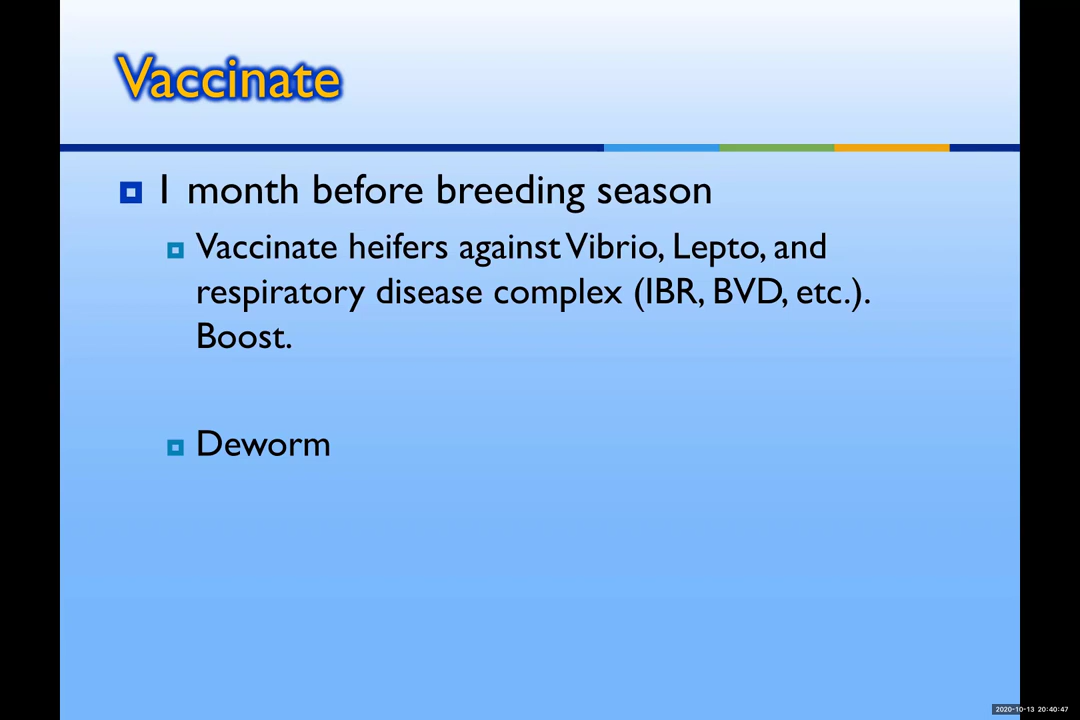 Vaccinate
1 month before breeding season
Vaccinate heifers against Vibrio, Lepto, and
respiratory disease complex (IBR, BVD, etc.).
Boost.
Deworm
2020-10-13 20:40:47